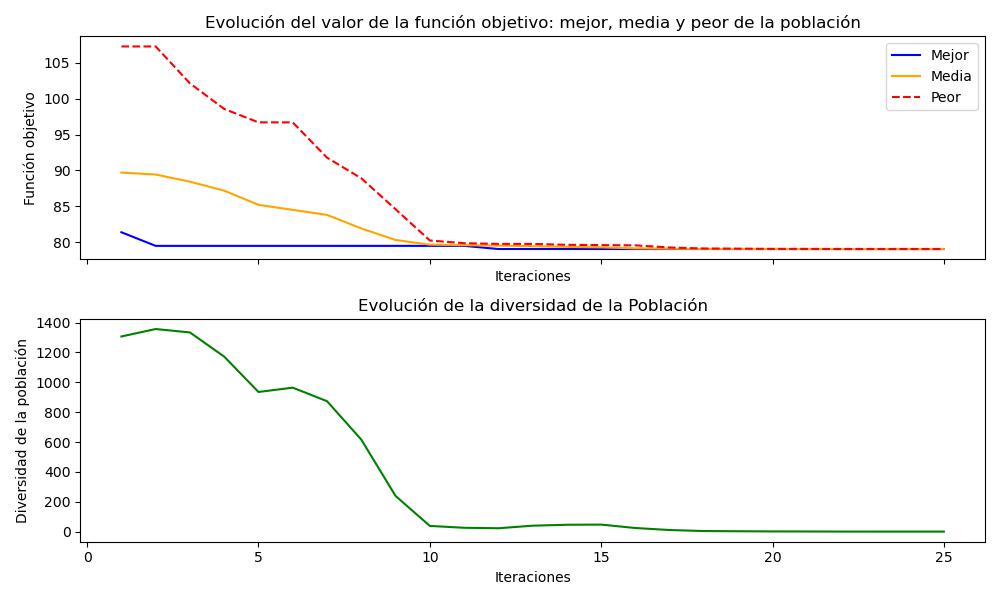 Evolución del valor de la función objetivo: mejor, media y peor de la población
Función objetivo
105
100
95
90
85
80
Mejor
Media
Peor
Iteraciones
Evolución de la diversidad de la Población
Diversidad de la población
1400
1200
1000
800
600
400
200
0
0 5 10 15 20 25
Iteraciones